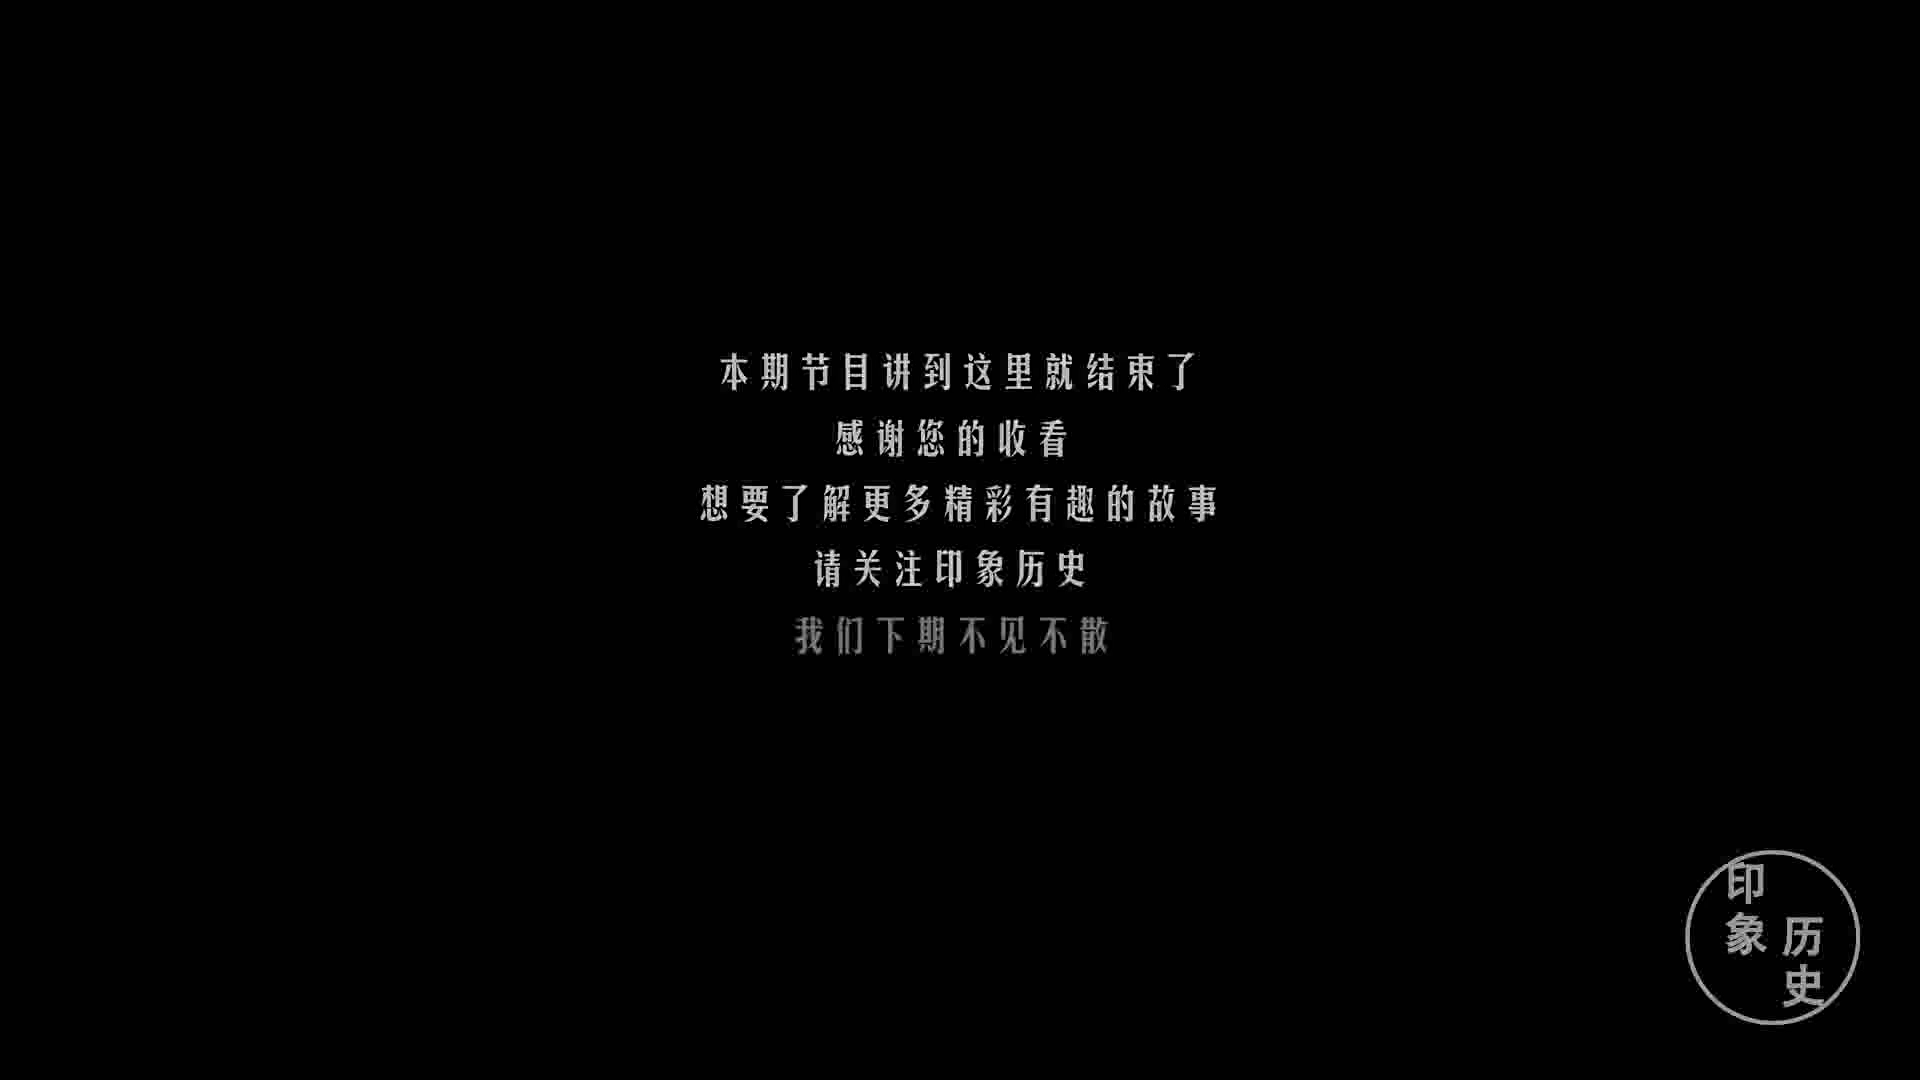 本期节目讲到这里就结束了
感谢您的收看
想要了解更多精彩有趣的故事
请关注印象历史
我们下期不见不散
印象
历史